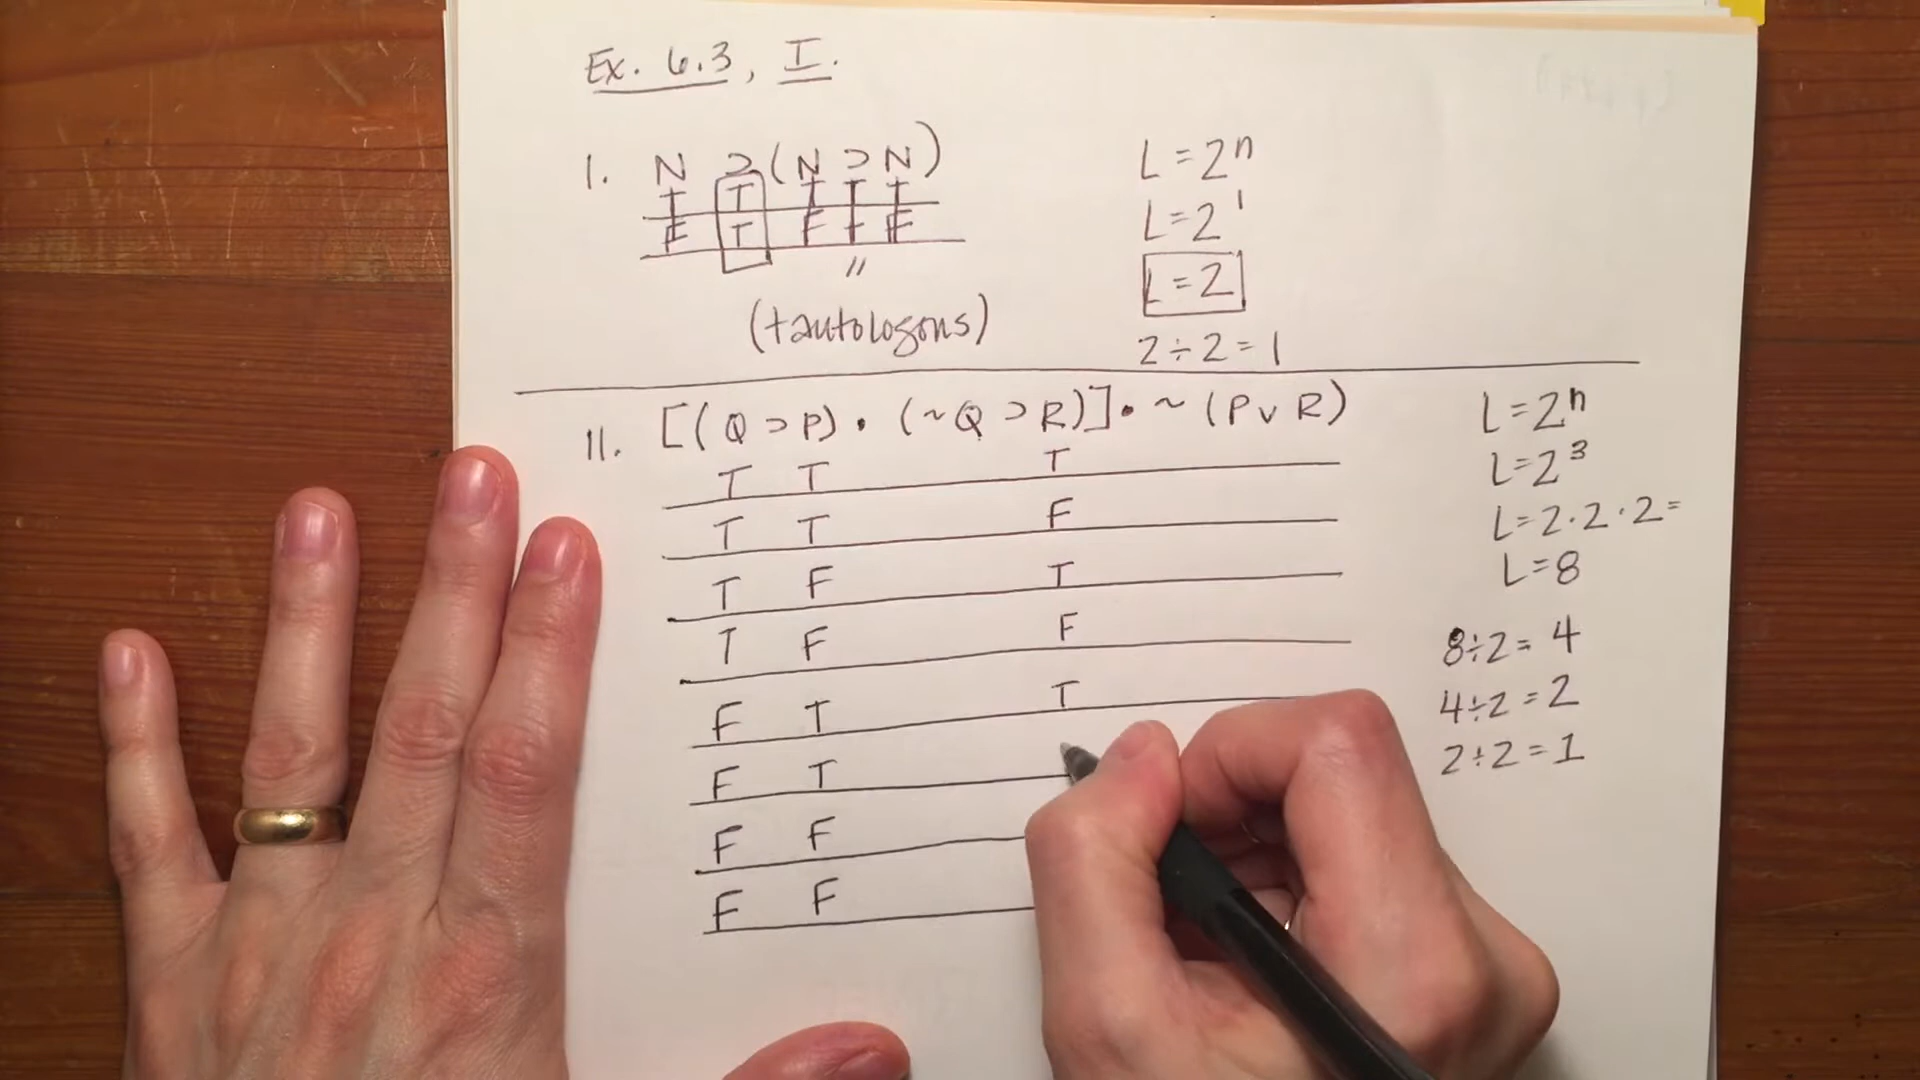 Ex. 6.3, I.
1. N ⊃ (N ⊃ N)
T T T T T
F T F T F
//
(tautologous)
L = 2ⁿ
L = 2¹
L = 2
2 ÷ 2 = 1
11. [(Q ⊃ P) • (~Q ⊃ R)] • ~ (P v R)
T T T
T T F
T F T
T F F
F T T
F T
F F
F F
L = 2ⁿ
L = 2³
L = 2 · 2 · 2 =
L = 8
8 ÷ 2 = 4
4 ÷ 2 = 2
2 ÷ 2 = 1